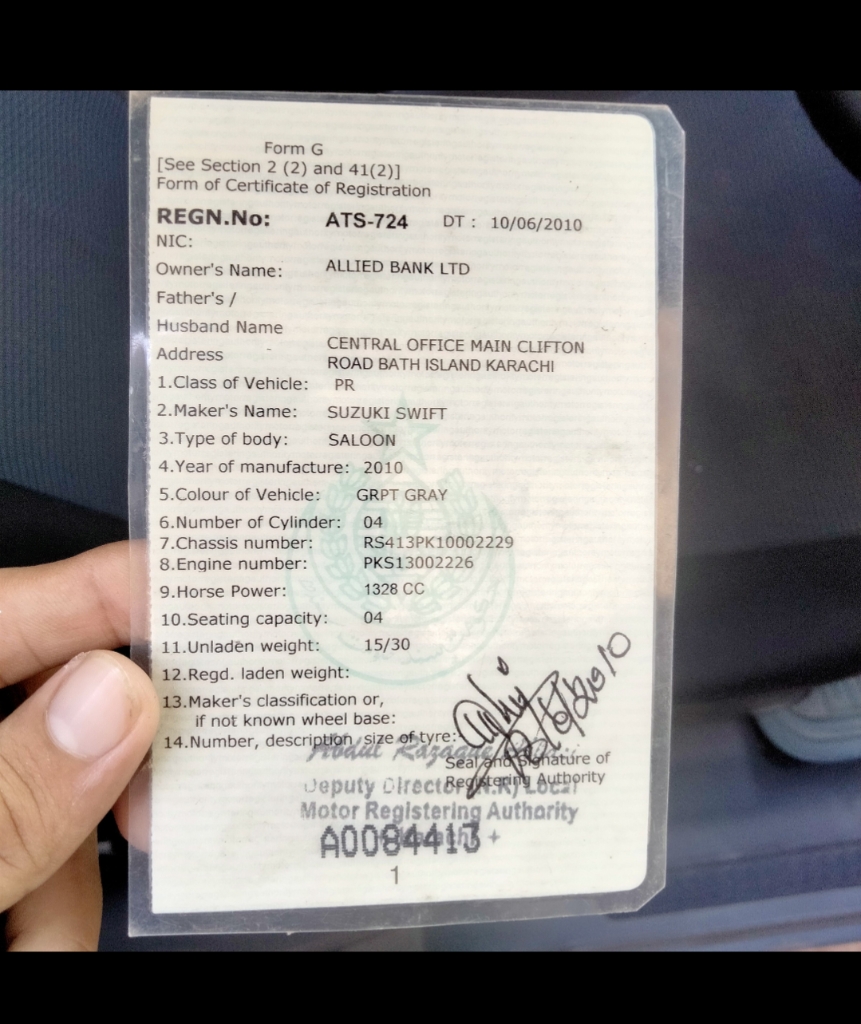 Form G
[See Section 2 (2) and 41(2)]
Form of Certificate of Registration
REGN.No: ATS-724 DT : 10/06/2010
NIC:
Owner's Name: ALLIED BANK LTD
Father's /
Husband Name
Address CENTRAL OFFICE MAIN CLIFTON
ROAD BATH ISLAND KARACHI
1.Class of Vehicle: PR
2.Maker's Name: SUZUKI SWIFT
3.Type of body: SALOON
4.Year of manufacture: 2010
5.Colour of Vehicle: GRPT GRAY
6.Number of Cylinder: 04
7.Chassis number: RS413PK10002229
8.Engine number: PKS13002226
9.Horse Power: 1328 CC
10.Seating capacity: 04
11.Unladen weight: 15/30
12.Regd. laden weight:
13.Maker's classification or,
if not known wheel base:
14.Number, description, size of tyre:
Abdul Razaque
Seal and Signature of
Registering Authority
Deputy Director
Motor Registering Authority
A0084413 +
1